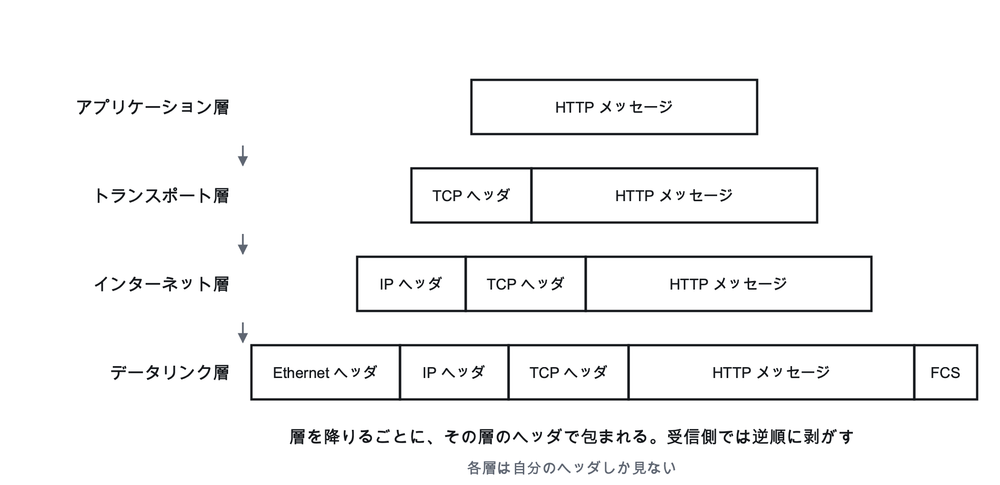 アプリケーション層
HTTP メッセージ
トランスポート層
TCP ヘッダ
HTTP メッセージ
インターネット層
IP ヘッダ
TCP ヘッダ
HTTP メッセージ
データリンク層
Ethernet ヘッダ
IP ヘッダ
TCP ヘッダ
HTTP メッセージ
FCS
層を降りるごとに、その層のヘッダで包まれる。受信側では逆順に剥がす
各層は自分のヘッダしか見ない